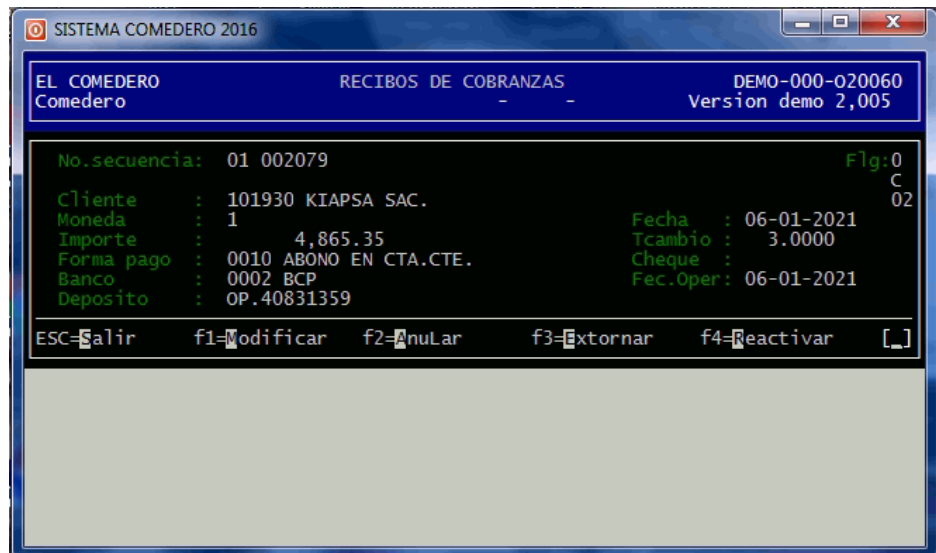 SISTEMA COMEDERO 2016
EL COMEDERO RECIBOS DE COBRANZAS DEMO-000-020060
Comedero - - Version demo 2,005
No.secuencia: 01 002079 Flg:0
C
Cliente : 101930 KIAPSA SAC. 02
Moneda : 1 Fecha : 06-01-2021
Importe : 4,865.35 Tcambio : 3.0000
Forma pago : 0010 ABONO EN CTA.CTE. Cheque :
Banco : 0002 BCP Fec.Oper: 06-01-2021
Deposito : OP.40831359
ESC=Salir f1=Modificar f2=AnuLar f3=Extornar f4=Reactivar [_]